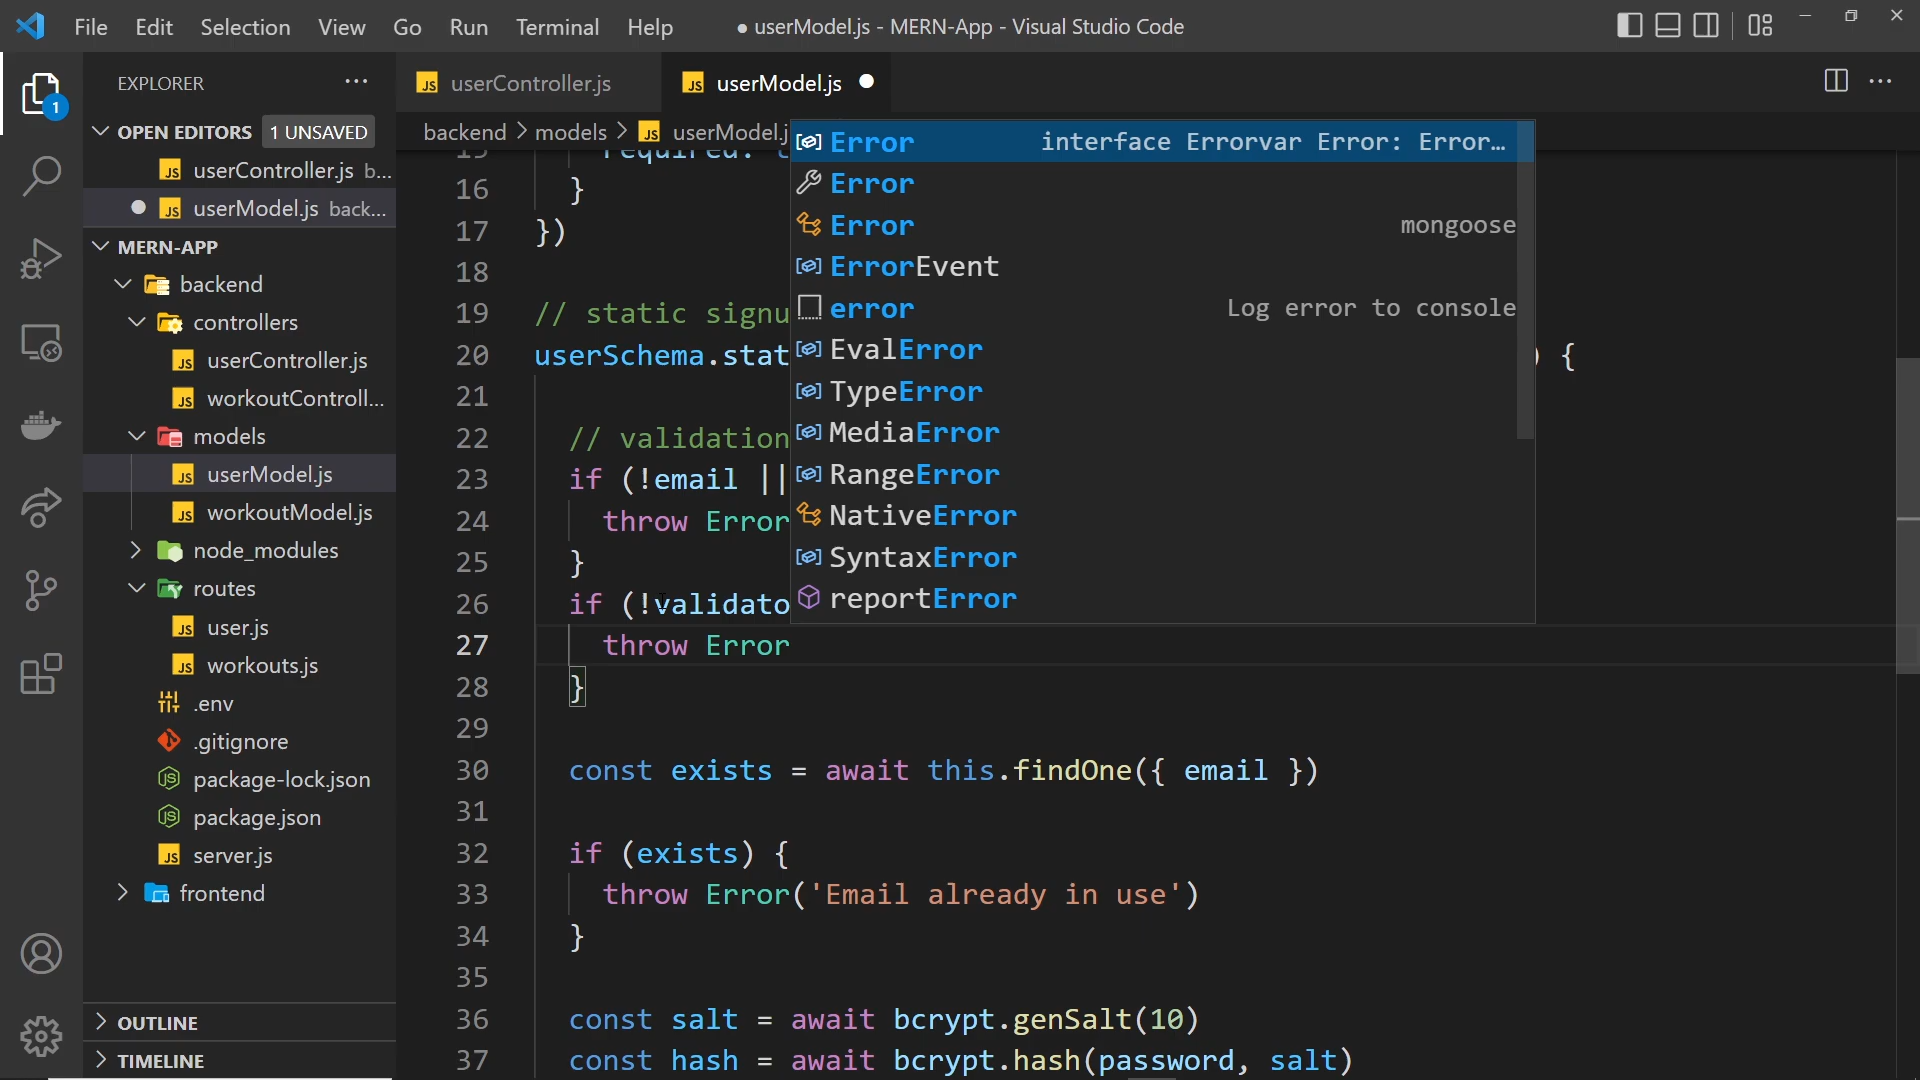 File Edit Selection View Go Run Terminal Help
● userModel.js - MERN-App - Visual Studio Code
EXPLORER
OPEN EDITORS 1 UNSAVED
userController.js b...
userModel.js back...
MERN-APP
backend
controllers
userController.js
workoutControll...
models
userModel.js
workoutModel.js
node_modules
routes
user.js
workouts.js
.env
.gitignore
package-lock.json
package.json
server.js
frontend
OUTLINE
TIMELINE
1
userController.js userModel.js
backend > models > userModel.j
15 required:
16 }
17 })
18
19 // static signu
20 userSchema.stat ) {
21
22 // validation
23 if (!email ||
24 throw Error
25 }
26 if (!validato
27 throw Error
28 }
29
30 const exists = await this.findOne({ email })
31
32 if (exists) {
33 throw Error('Email already in use')
34 }
35
36 const salt = await bcrypt.genSalt(10)
37 const hash = await bcrypt.hash(password, salt)
Error interface Errorvar Error: Error...
Error
Error mongoose
ErrorEvent
error Log error to console
EvalError
TypeError
MediaError
RangeError
NativeError
SyntaxError
reportError